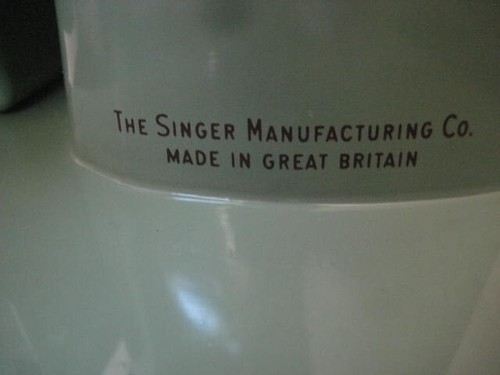 The Singer Manufacturing Co.
MADE IN GREAT BRITAIN